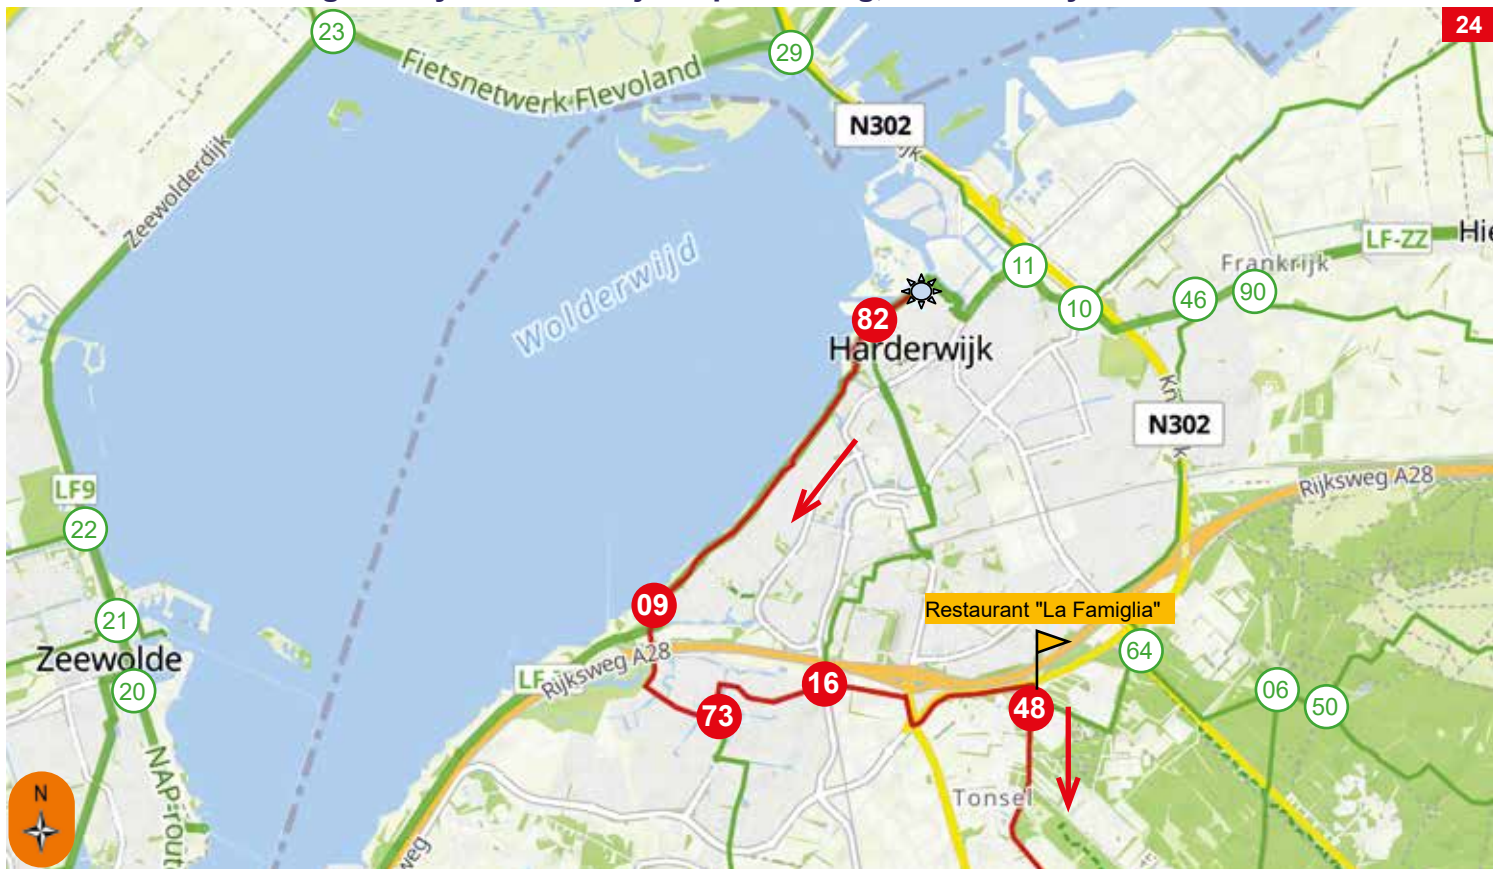 24
23
29
Fietsnetwerk Flevoland
N302
Zeewolderdijk
Wolderwijd
LF-ZZ
Hie
Frankrijk
11
10
46
90
82
Harderwijk
N302
Rijksweg A28
LF9
22
09
Restaurant "La Famiglia"
21
Zeewolde
20
LF
Rijksweg A28
64
16
73
48
06
50
NAP-rout
Tonsel
N
weg